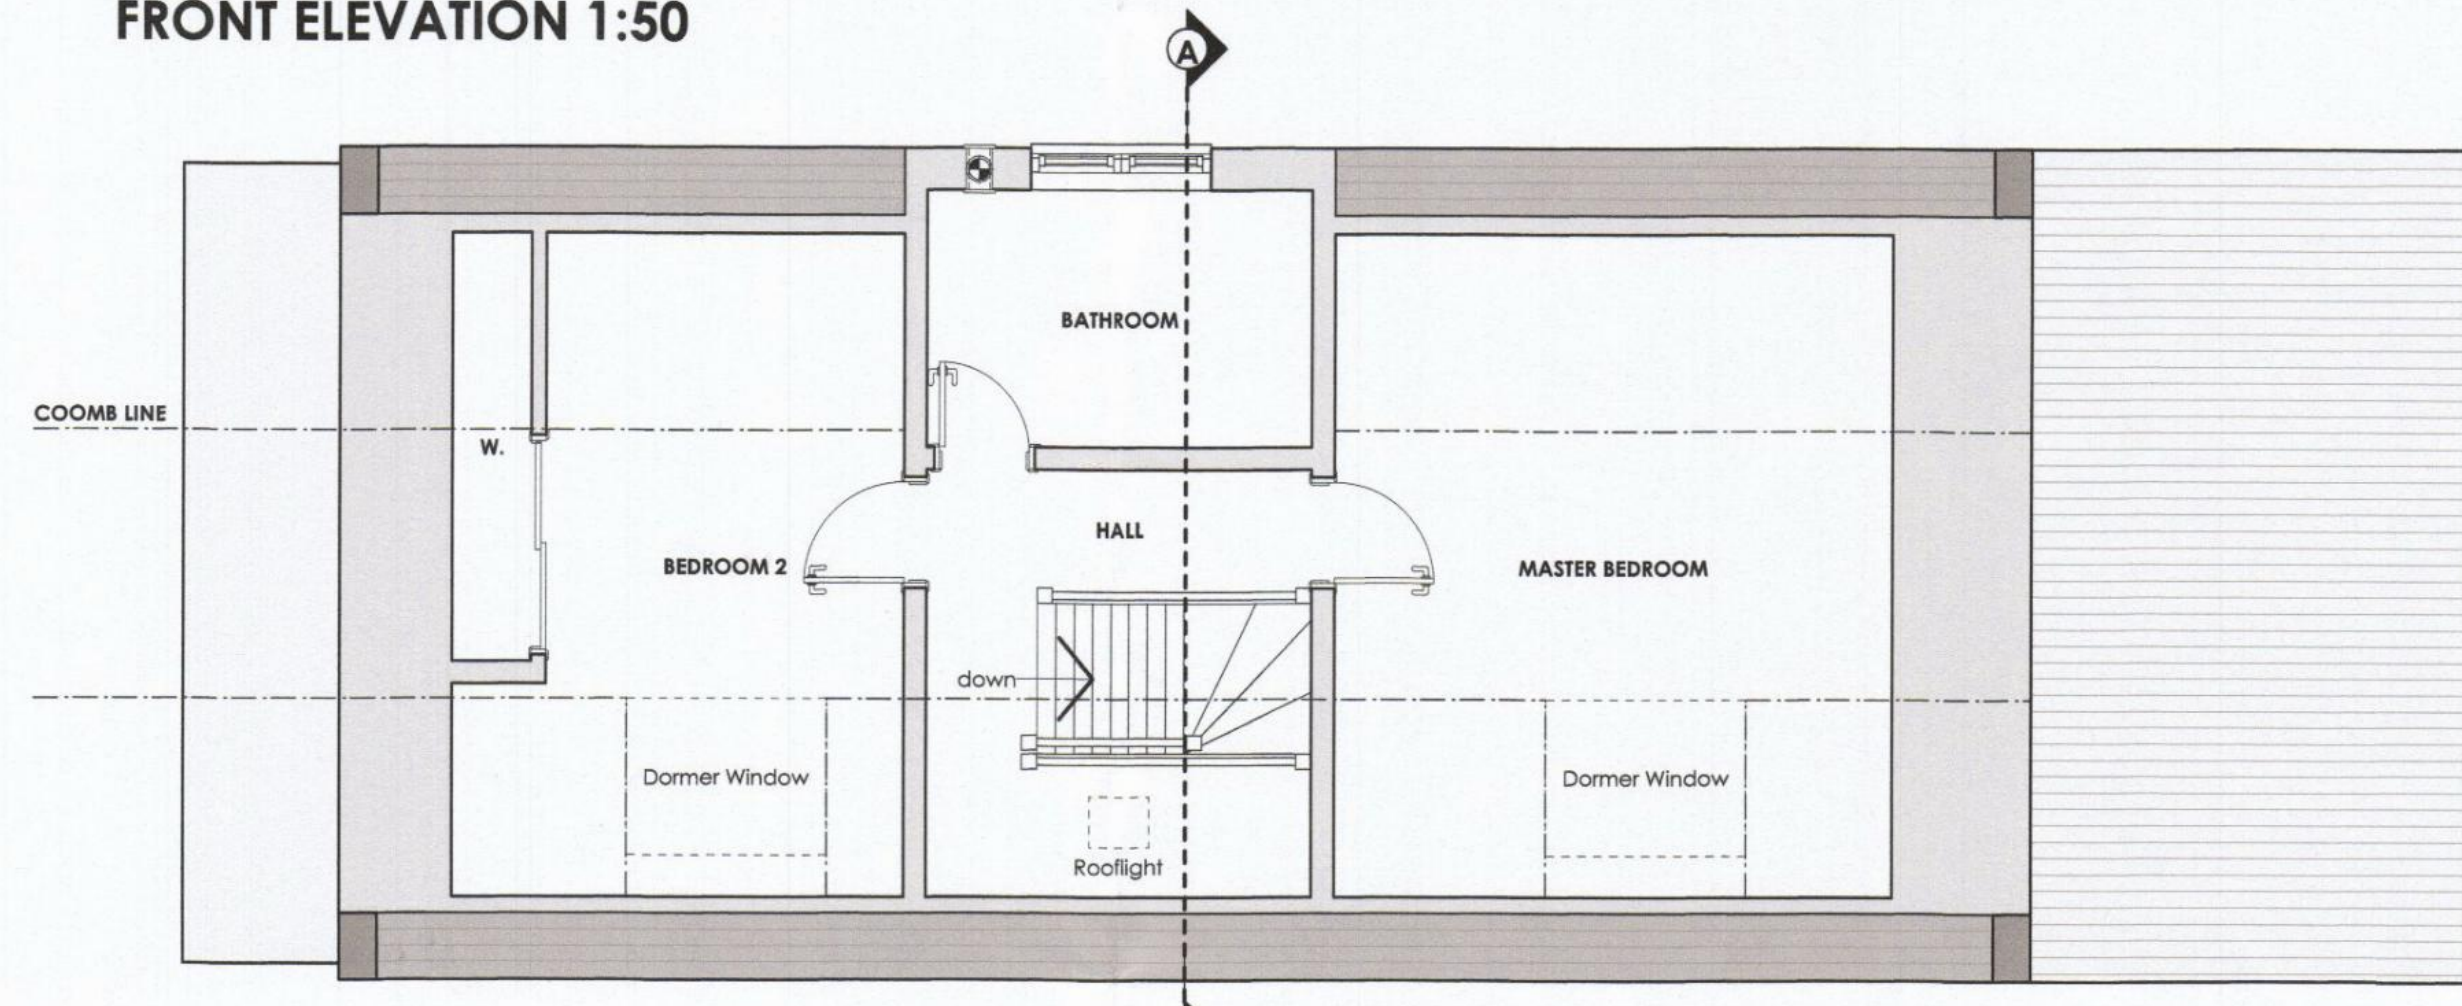 FRONT ELEVATION 1:50
A
BATHROOM
COOMB LINE
W.
HALL
BEDROOM 2
MASTER BEDROOM
down
Dormer Window
Dormer Window
Rooflight